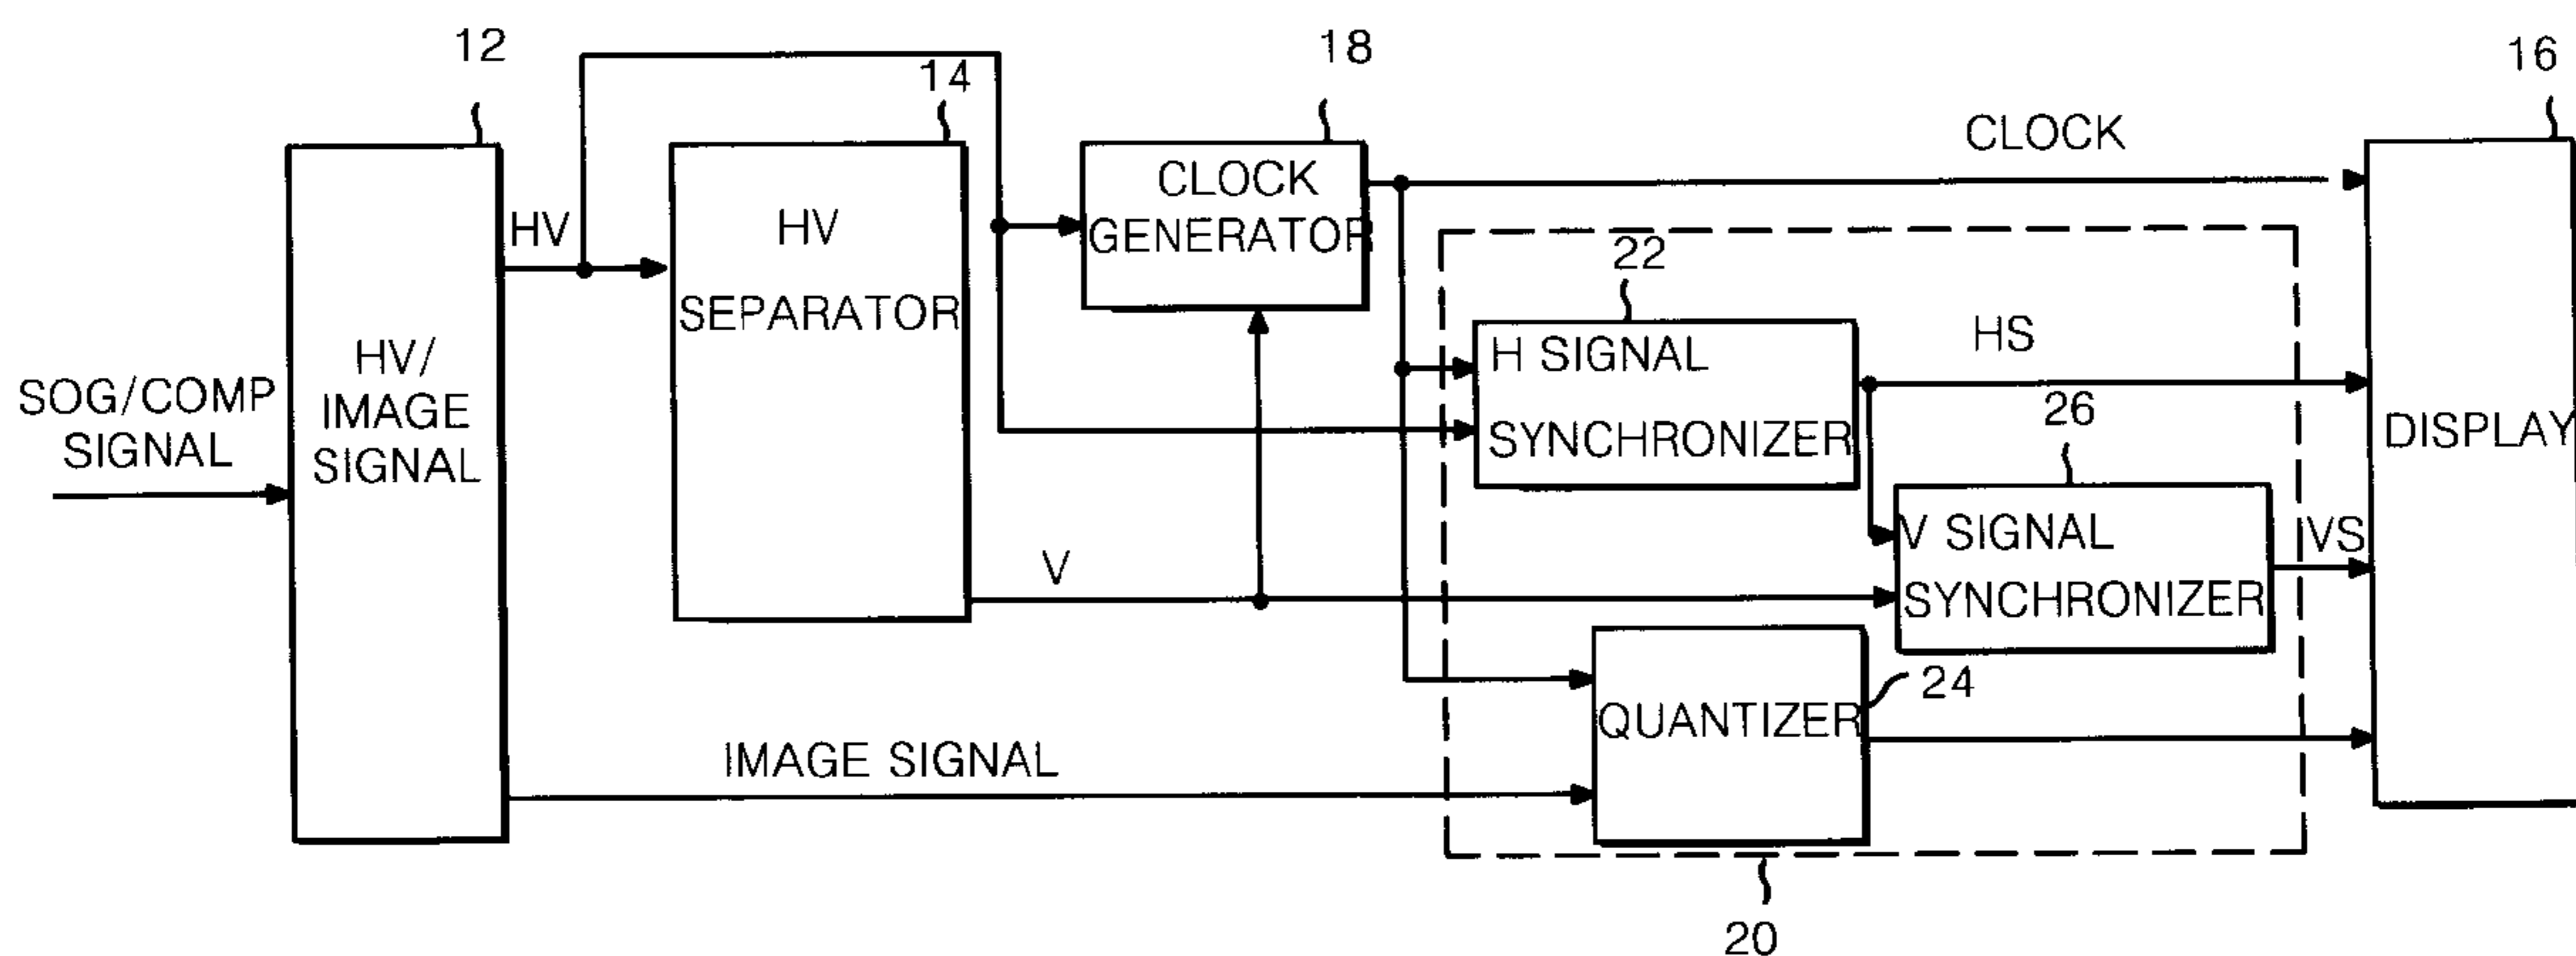 12
14
18
16
CLOCK
HV
HV
SEPARATOR
CLOCK
GENERATOR
22
HV/
IMAGE
SIGNAL
SOG/COMP
SIGNAL
H SIGNAL
SYNCHRONIZER
HS
26
DISPLAY
V SIGNAL
SYNCHRONIZER
VS
V
24
QUANTIZER
IMAGE SIGNAL
20